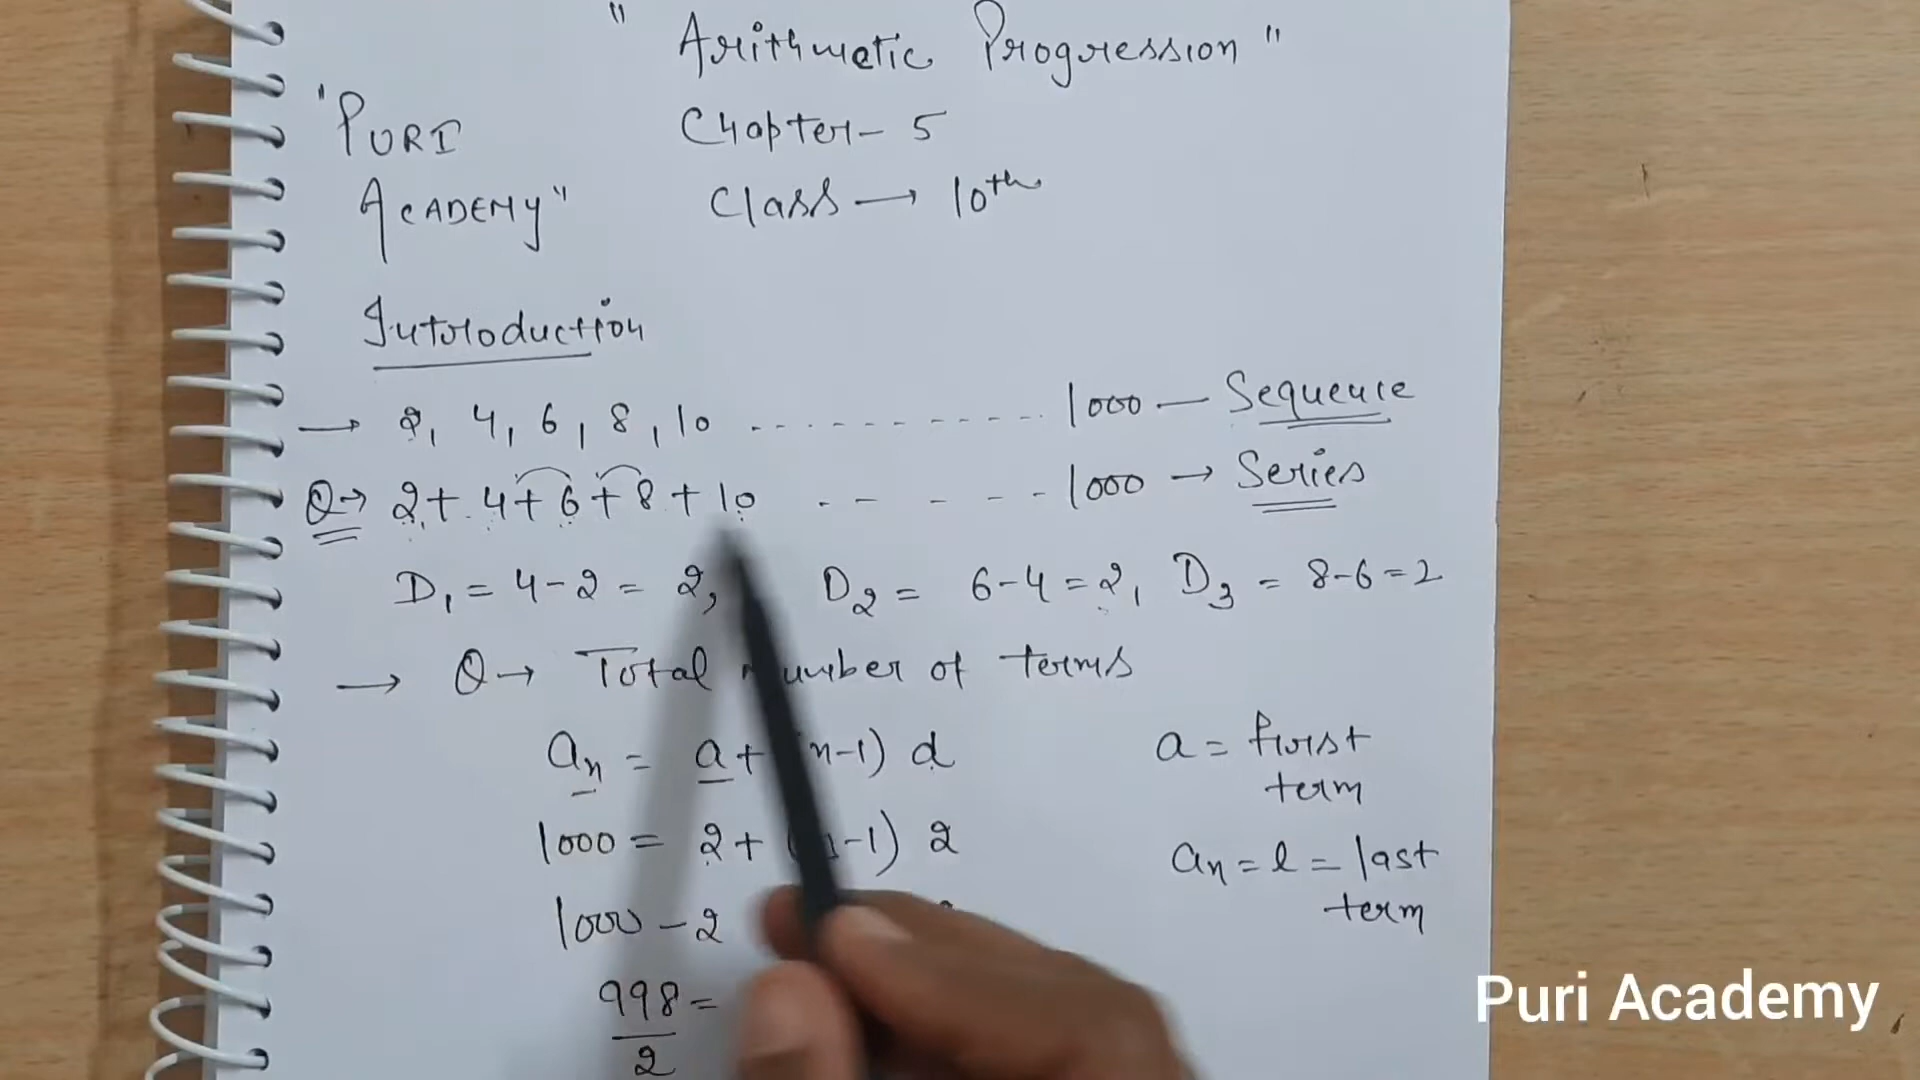 " Arithmetic Progression "
"PURI
ACADEMY"
Chapter - 5
Class → 10th
Introduction
→ 2, 4, 6, 8, 10 ........... 1000 — Sequence
Q→ 2 + 4 + 6 + 8 + 10 . - - - - - 1000 → Series
D₁ = 4-2 = 2, D₂ = 6-4 = 2, D₃ = 8-6 = 2
→ Q → Total number of terms
aₙ = a + (n-1) d
a = first
term
1000 = 2 + (n-1) 2
aₙ = l = last
term
1000 - 2
998 =
2
Puri Academy